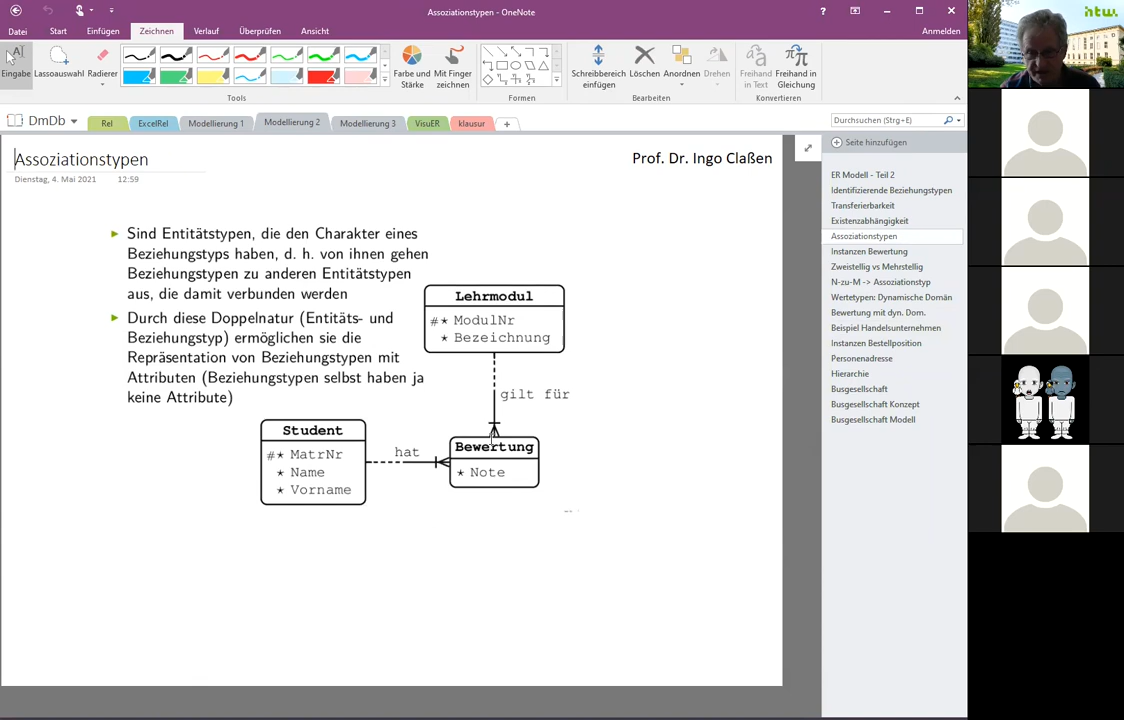 Assoziationstypen - OneNote
?
htw
Datei
Start
Einfügen
Zeichnen
Verlauf
Überprüfen
Ansicht
Anmelden
Eingabe
Lassoauswahl
Radierer
Farbe und Stärke
Mit Finger zeichnen
Schreibbereich einfügen
Löschen
Anordnen
Drehen
Freihand in Text
Freihand in Gleichung
Tools
Formen
Bearbeiten
Konvertieren
DmDb
Rel
ExcelRel
Modellierung 1
Modellierung 2
Modellierung 3
VisuER
klausur
+
Durchsuchen (Strg+E)
Assoziationstypen
Prof. Dr. Ingo Claßen
Dienstag, 4. Mai 2021 12:59
Sind Entitätstypen, die den Charakter eines
Beziehungstyps haben, d. h. von ihnen gehen
Beziehungstypen zu anderen Entitätstypen
aus, die damit verbunden werden
Durch diese Doppelnatur (Entitäts- und
Beziehungstyp) ermöglichen sie die
Repräsentation von Beziehungstypen mit
Attributen (Beziehungstypen selbst haben ja
keine Attribute)
Lehrmodul
#* ModulNr
* Bezeichnung
gilt für
Student
#* MatrNr
* Name
* Vorname
hat
Bewertung
* Note
Seite hinzufügen
ER Modell - Teil 2
Identifizierende Beziehungstypen
Transferierbarkeit
Existenzabhängigkeit
Assoziationstypen
Instanzen Bewertung
Zweistellig vs Mehrstellig
N-zu-M -> Assoziationstyp
Wertetypen: Dynamische Domän
Bewertung mit dyn. Dom.
Beispiel Handelsunternehmen
Instanzen Bestellposition
Personenadresse
Hierarchie
Busgesellschaft
Busgesellschaft Konzept
Busgesellschaft Modell